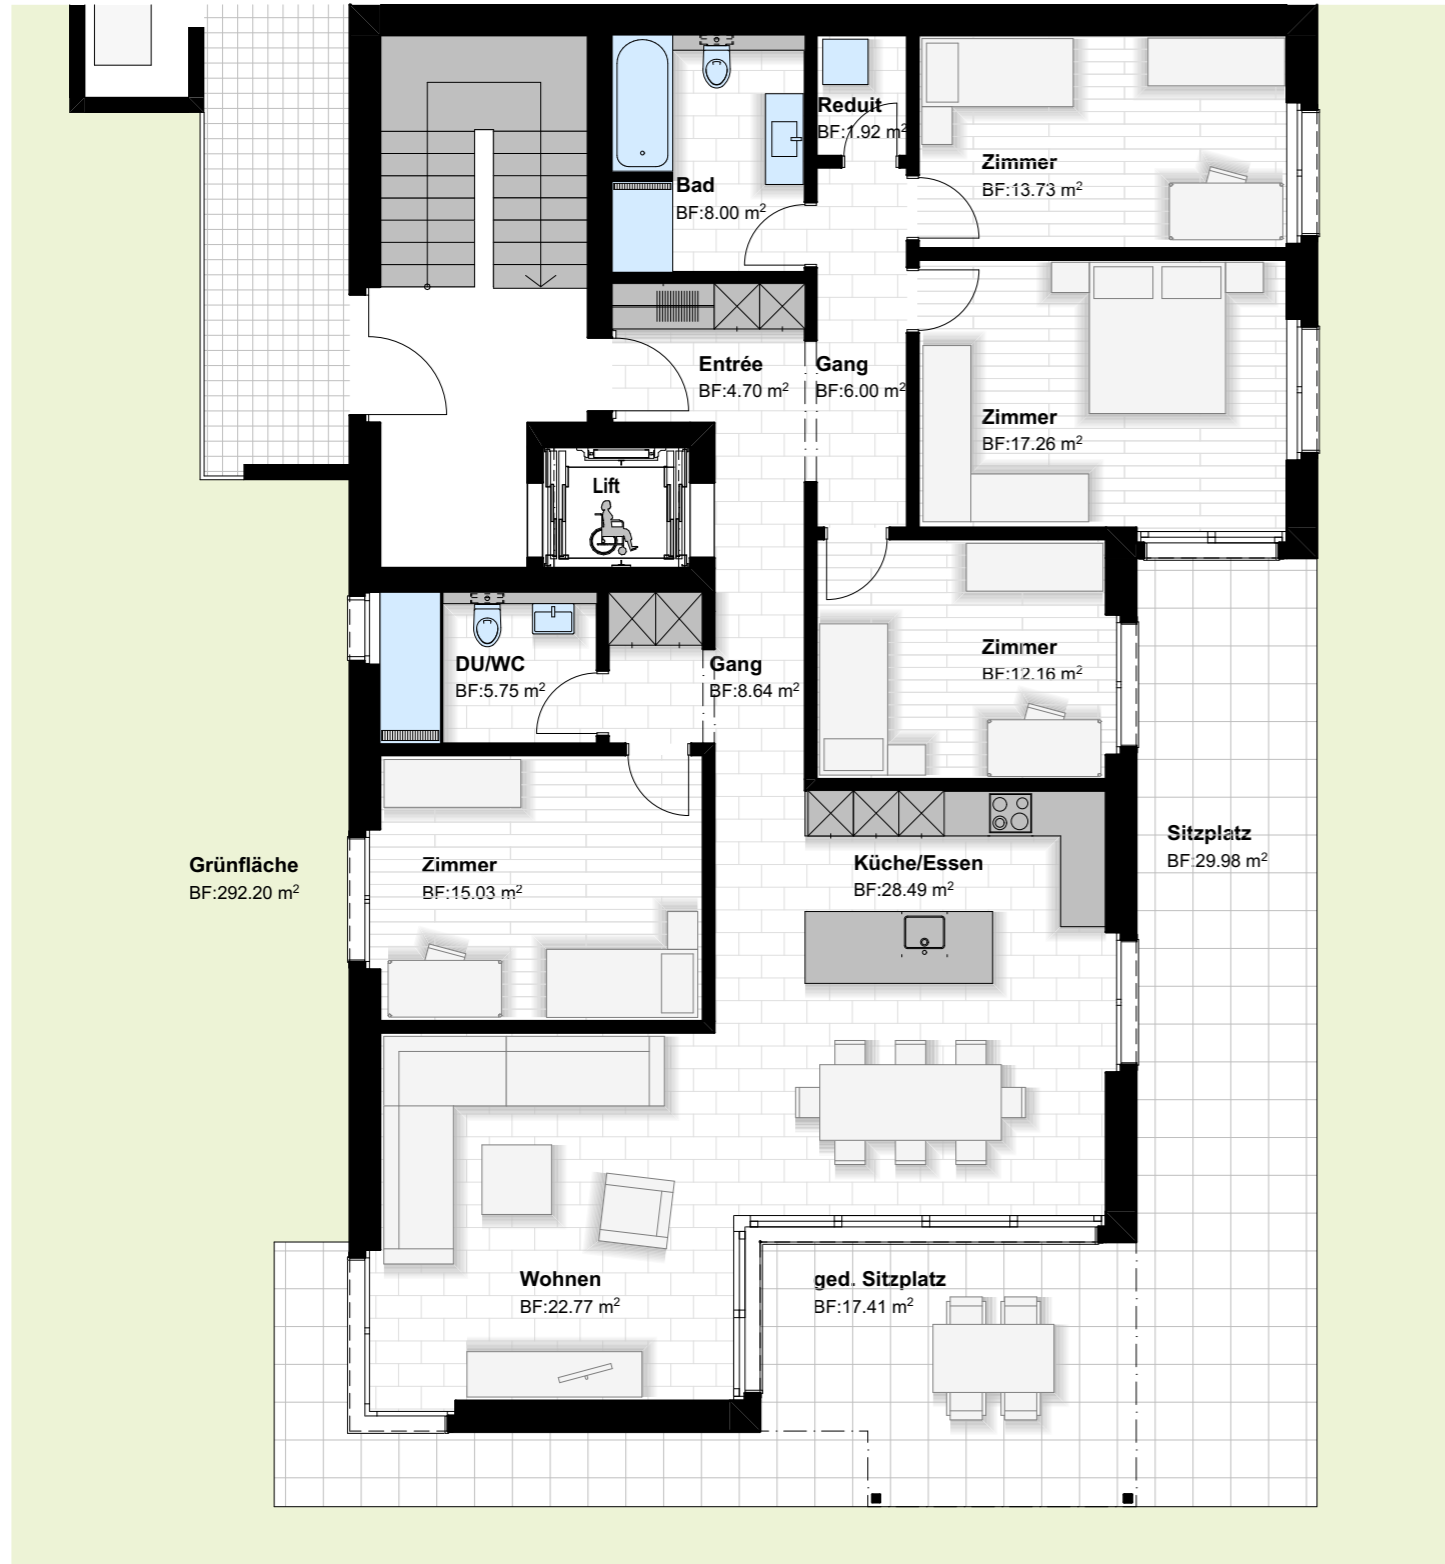 Reduit
BF:1.92 m²
Zimmer
BF:13.73 m²
Bad
BF:8.00 m²
Entrée
BF:4.70 m²
Gang
BF:6.00 m²
Zimmer
BF:17.26 m²
Lift
DU/WC
BF:5.75 m²
Gang
BF:8.64 m²
Zimmer
BF:12.16 m²
Grünfläche
BF:292.20 m²
Zimmer
BF:15.03 m²
Küche/Essen
BF:28.49 m²
Sitzplatz
BF:29.98 m²
Wohnen
BF:22.77 m²
ged. Sitzplatz
BF:17.41 m²